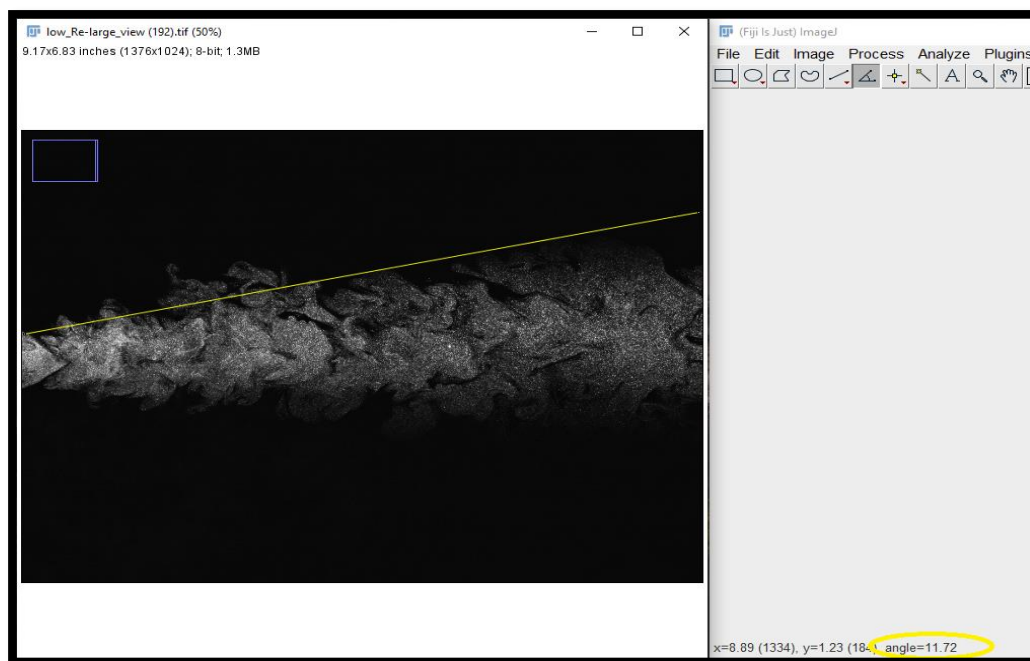 low_Re-large_view (192).tif (50%)
9.17x6.83 inches (1376x1024); 8-bit; 1.3MB
(Fiji Is Just) ImageJ
File Edit Image Process Analyze Plugins
A
x=8.89 (1334), y=1.23 (184), angle=11.72